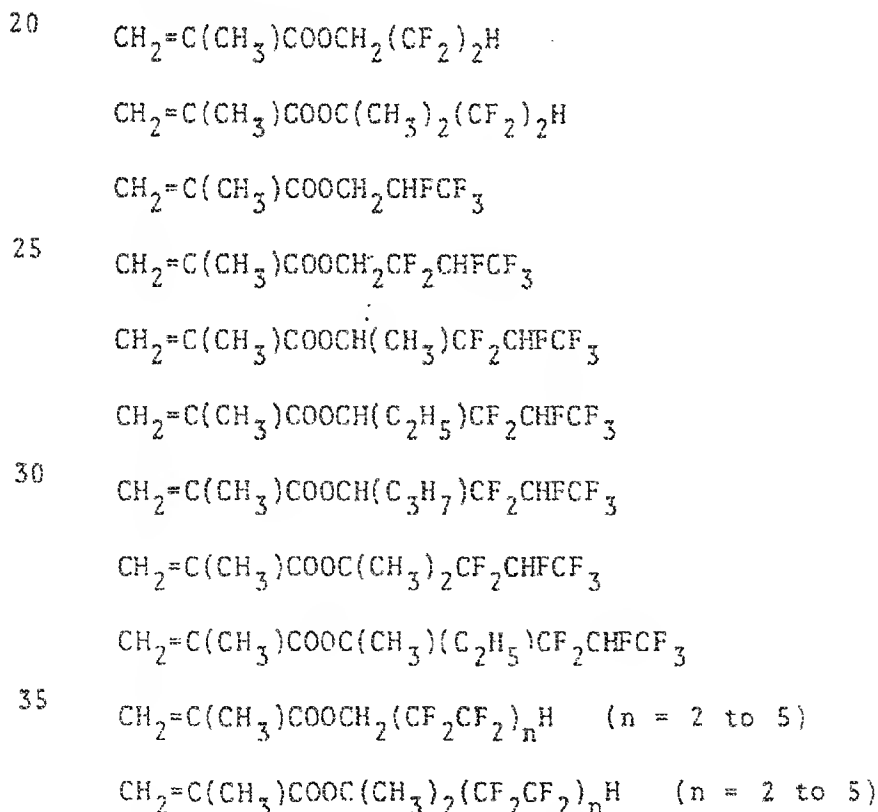 20 CH₂=C(CH₃)COOCH₂(CF₂)₂H
CH₂=C(CH₃)COOC(CH₃)₂(CF₂)₂H
CH₂=C(CH₃)COOCH₂CHFCF₃
25 CH₂=C(CH₃)COOCH₂CF₂CHFCF₃
CH₂=C(CH₃)COOCH(CH₃)CF₂CHFCF₃
CH₂=C(CH₃)COOCH(C₂H₅)CF₂CHFCF₃
30 CH₂=C(CH₃)COOCH(C₃H₇)CF₂CHFCF₃
CH₂=C(CH₃)COOC(CH₃)₂CF₂CHFCF₃
CH₂=C(CH₃)COOC(CH₃)(C₂H₅)CF₂CHFCF₃
35 CH₂=C(CH₃)COOCH₂(CF₂CF₂)ₙH (n = 2 to 5)
CH₂=C(CH₃)COOC(CH₃)₂(CF₂CF₂)ₙH (n = 2 to 5)